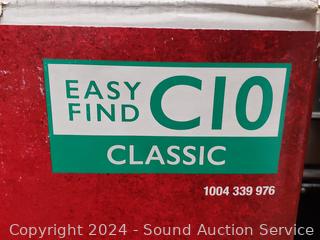 EASY FIND C10
CLASSIC
1004 339 976
Copyright 2024 - Sound Auction Service